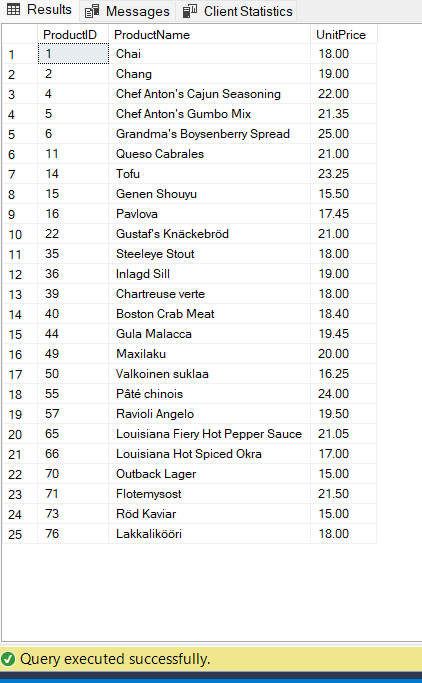 Results Messages Client Statistics
ProductID ProductName UnitPrice
1 1 Chai 18.00
2 2 Chang 19.00
3 4 Chef Anton's Cajun Seasoning 22.00
4 5 Chef Anton's Gumbo Mix 21.35
5 6 Grandma's Boysenberry Spread 25.00
6 11 Queso Cabrales 21.00
7 14 Tofu 23.25
8 15 Genen Shouyu 15.50
9 16 Pavlova 17.45
10 22 Gustaf's Knäckebröd 21.00
11 35 Steeleye Stout 18.00
12 36 Inlagd Sill 19.00
13 39 Chartreuse verte 18.00
14 40 Boston Crab Meat 18.40
15 44 Gula Malacca 19.45
16 49 Maxilaku 20.00
17 50 Valkoinen suklaa 16.25
18 55 Pâté chinois 24.00
19 57 Ravioli Angelo 19.50
20 65 Louisiana Fiery Hot Pepper Sauce 21.05
21 66 Louisiana Hot Spiced Okra 17.00
22 70 Outback Lager 15.00
23 71 Flotemysost 21.50
24 73 Röd Kaviar 15.00
25 76 Lakkalikööri 18.00
Query executed successfully.